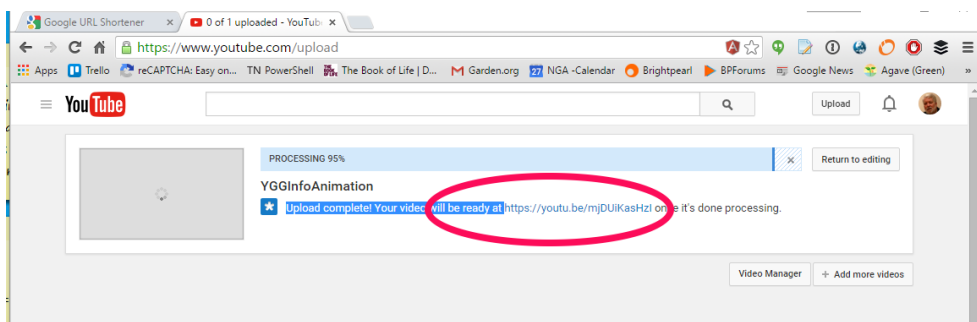 Google URL Shortener
0 of 1 uploaded - YouTub
https://www.youtube.com/upload
Apps Trello reCAPTCHA: Easy on... TN PowerShell The Book of Life | D... Garden.org 27 NGA -Calendar Brightpearl BPForums Google News Agave (Green) »
YouTube
Upload
PROCESSING 95%
Return to editing
YGGInfoAnimation
Upload complete! Your video will be ready at https://youtu.be/mjDUiKasHzI once it's done processing.
Video Manager + Add more videos